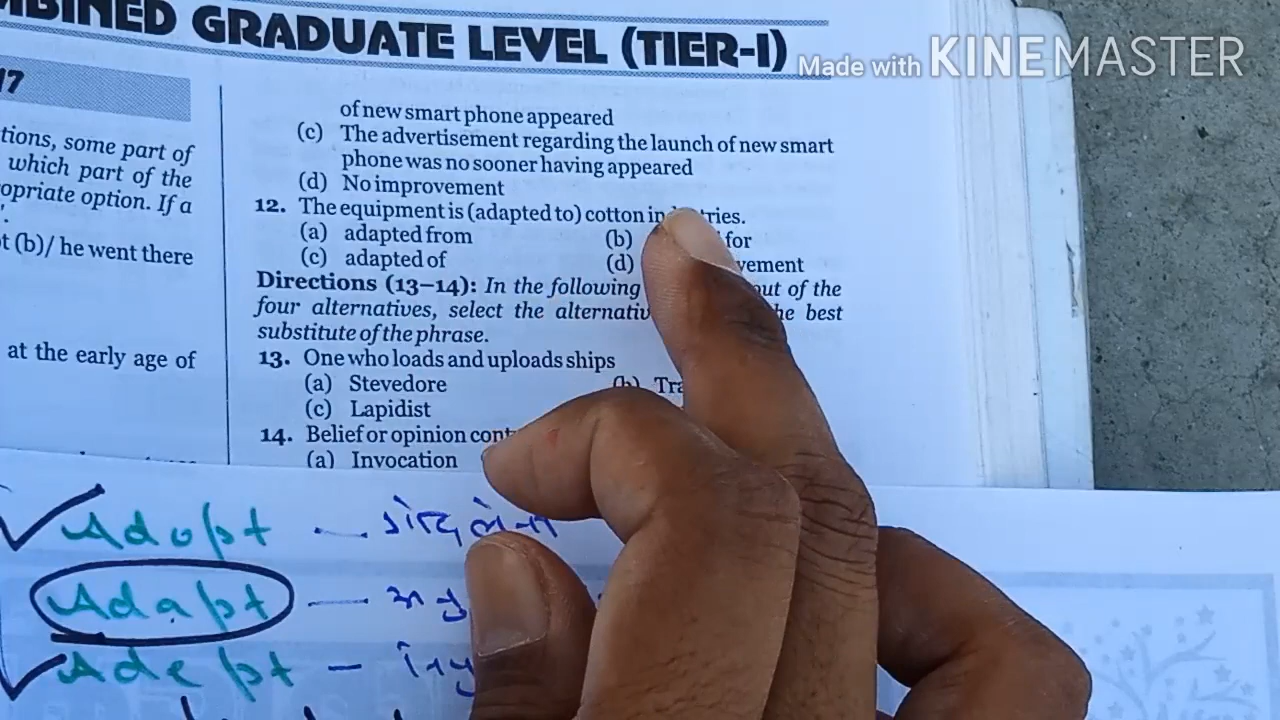 MBINED GRADUATE LEVEL (TIER-I)
Made with KINEMASTER
17
tions, some part of
which part of the
opriate option. If a
t (b)/ he went there
at the early age of
of new smart phone appeared
(c) The advertisement regarding the launch of new smart
phone was no sooner having appeared
(d) No improvement
12. The equipment is (adapted to) cotton
(a) adapted from (b) for
(c) adapted of (d)
Directions (13–14): In the following out of the
four alternatives, select the best
substitute of the phrase.
13. One who loads and uploads ships
(a) Stevedore (b)
(c) Lapidist
14. Belief or opinion
(a) Invocation
Adopt —
Adapt —
Adept —